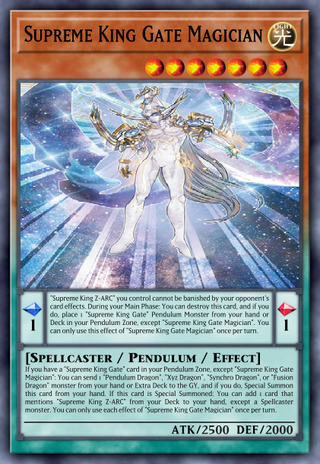 SUPREME KING GATE MAGICIAN
LIGHT
光
"Supreme King Z-ARC" you control cannot be banished by your opponent's
card effects. During your Main Phase: You can destroy this card, and if you
do, place 1 "Supreme King Gate" Pendulum Monster from your hand or
Deck in your Pendulum Zone, except "Supreme King Gate Magician". You
can only use this effect of "Supreme King Gate Magician" once per turn.
1
1
[SPELLCASTER / PENDULUM / EFFECT]
If you have a "Supreme King Gate" card in your Pendulum Zone, except "Supreme King Gate
Magician": You can send 1 "Pendulum Dragon", "Xyz Dragon", "Synchro Dragon", or "Fusion
Dragon" monster from your hand or Extra Deck to the GY, and if you do, Special Summon
this card from your hand. If this card is Special Summoned: You can add 1 card that
mentions "Supreme King Z-ARC" from your Deck to your hand, except a Spellcaster
monster. You can only use each effect of "Supreme King Gate Magician" once per turn.
ATK/2500 DEF/2000